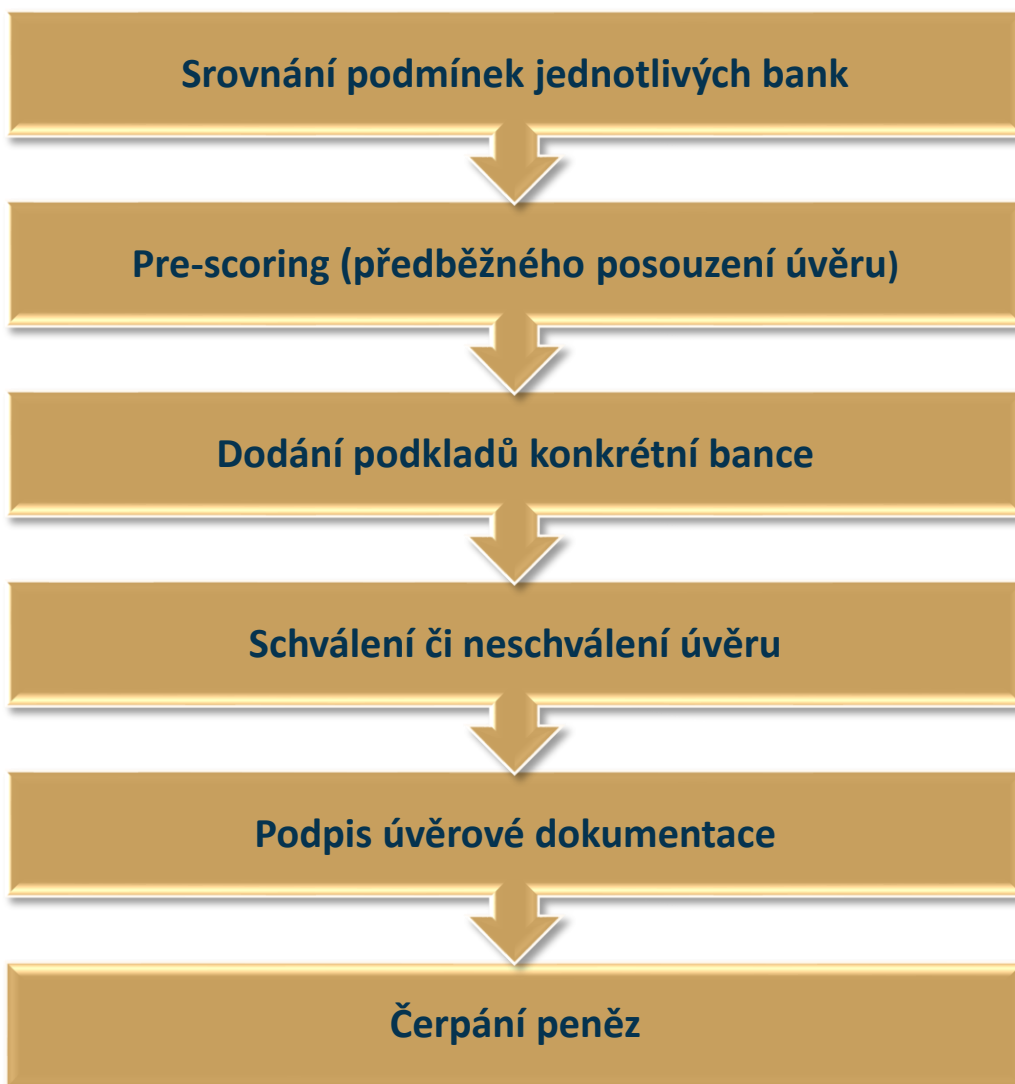 Srovnání podmínek jednotlivých bank
Pre-scoring (předběžného posouzení úvěru)
Dodání podkladů konkrétní bance
Schválení či neschválení úvěru
Podpis úvěrové dokumentace
Čerpání peněz